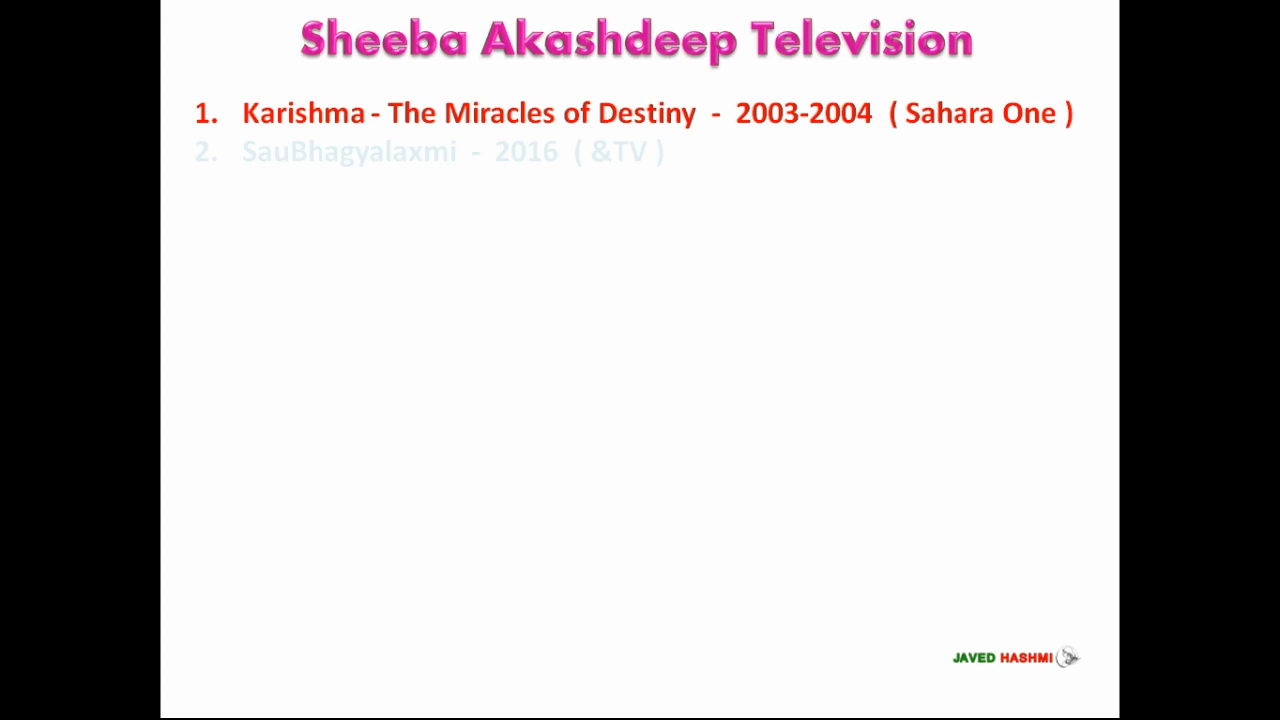 Sheeba Akashdeep Television
1. Karishma - The Miracles of Destiny - 2003-2004 ( Sahara One )
2. SauBhagyalaxmi - 2016 ( &TV )
JAVED HASHMI